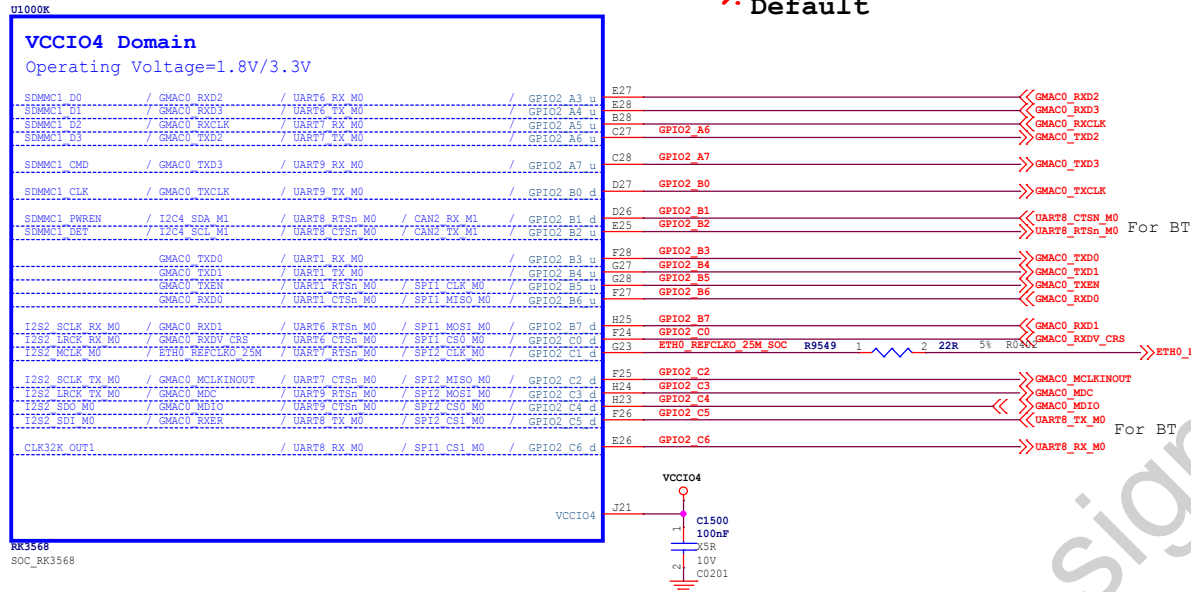 U1000K
Default
VCCIO4 Domain
Operating Voltage=1.8V/3.3V
SDMMC1_D0 / GMAC0_RXD2 / UART6_RX_M0 / GPIO2_A3_u E27 GMAC0_RXD2
SDMMC1_D1 / GMAC0_RXD3 / UART6_TX_M0 / GPIO2_A4_u E28 GMAC0_RXD3
SDMMC1_D2 / GMAC0_RXCLK / UART7_RX_M0 / GPIO2_A5_u B28 GMAC0_RXCLK
SDMMC1_D3 / GMAC0_TXD2 / UART7_TX_M0 / GPIO2_A6_u C27 GPIO2_A6 GMAC0_TXD2
SDMMC1_CMD / GMAC0_TXD3 / UART9_RX_M0 / GPIO2_A7_u C28 GPIO2_A7 GMAC0_TXD3
SDMMC1_CLK / GMAC0_TXCLK / UART9_TX_M0 / GPIO2_B0_d D27 GPIO2_B0 GMAC0_TXCLK
SDMMC1_PWREN / I2C4_SDA_M1 / UART8_RTSn_M0 / CAN2_RX_M1 / GPIO2_B1_d D26 GPIO2_B1 UART8_CTSN_M0
SDMMC1_DET / I2C4_SCL_M1 / UART8_CTSn_M0 / CAN2_TX_M1 / GPIO2_B2_u E25 GPIO2_B2 UART8_RTSn_M0 For BT
GMAC0_TXD0 / UART1_RX_M0 / GPIO2_B3_u F28 GPIO2_B3 GMAC0_TXD0
GMAC0_TXD1 / UART1_TX_M0 / GPIO2_B4_u G27 GPIO2_B4 GMAC0_TXD1
GMAC0_TXEN / UART1_RTSn_M0 / SPI1_CLK_M0 / GPIO2_B5_u G28 GPIO2_B5 GMAC0_TXEN
GMAC0_RXD0 / UART1_CTSn_M0 / SPI1_MISO_M0 / GPIO2_B6_u F27 GPIO2_B6 GMAC0_RXD0
I2S2_SCLK_RX_M0 / GMAC0_RXD1 / UART6_RTSn_M0 / SPI1_MOSI_M0 / GPIO2_B7_d H25 GPIO2_B7 GMAC0_RXD1
I2S2_LRCK_RX_M0 / GMAC0_RXDV_CRS / UART6_CTSn_M0 / SPI1_CS0_M0 / GPIO2_C0_d F24 GPIO2_C0 GMAC0_RXDV_CRS
I2S2_MCLK_M0 / ETH0_REFCLKO_25M / UART7_RTSn_M0 / SPI2_CLK_M0 / GPIO2_C1_d G23 ETH0_REFCLKO_25M_SOC R9549 1 2 22R 5% R0402
I2S2_SCLK_TX_M0 / GMAC0_MCLKINOUT / UART7_CTSn_M0 / SPI2_MISO_M0 / GPIO2_C2_d F25 GPIO2_C2 GMAC0_MCLKINOUT
I2S2_LRCK_TX_M0 / GMAC0_MDC / UART9_RTSn_M0 / SPI2_MOSI_M0 / GPIO2_C3_d H24 GPIO2_C3 GMAC0_MDC
I2S2_SDO_M0 / GMAC0_MDIO / UART9_CTSn_M0 / SPI2_CS0_M0 / GPIO2_C4_d H23 GPIO2_C4 GMAC0_MDIO
I2S2_SDI_M0 / GMAC0_RXER / UART8_TX_M0 / SPI2_CS1_M0 / GPIO2_C5_d F26 GPIO2_C5 UART8_TX_M0 For BT
CLK32K_OUT1 / UART8_RX_M0 / SPI1_CS1_M0 / GPIO2_C6_d E26 GPIO2_C6 UART8_RX_M0
VCCIO4
VCCIO4 J21
1 C1500
100nF
X5R
10V
2 C0201
RK3568
SOC_RK3568